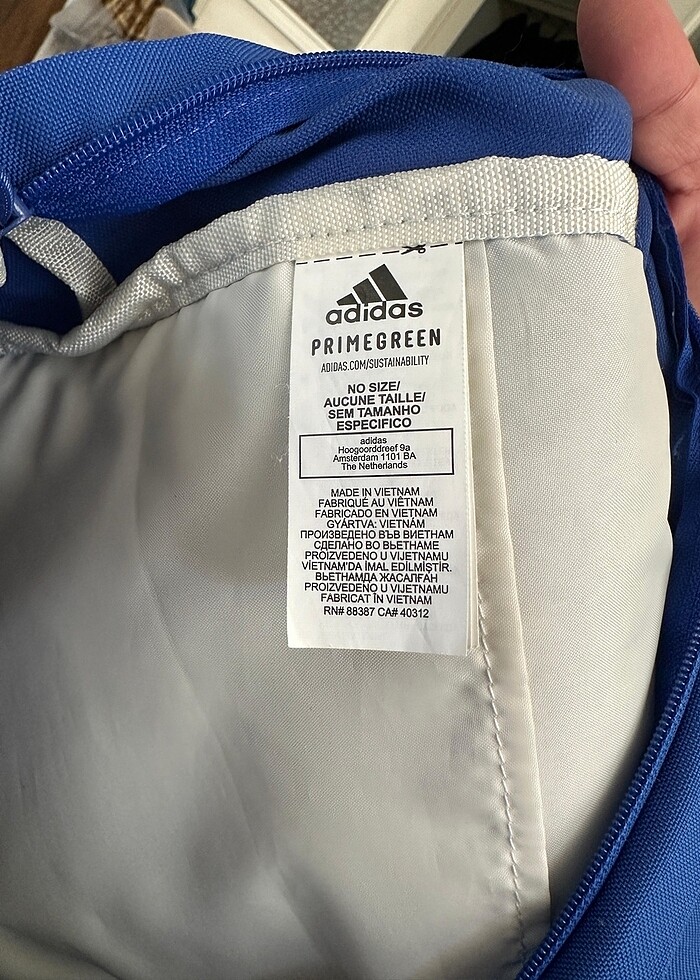 adidas
PRIMEGREEN
ADIDAS.COM/SUSTAINABILITY
NO SIZE/
AUCUNE TAILLE/
SEM TAMANHO
ESPECIFICO
adidas
Hoogoorddreef 9a
Amsterdam 1101 BA
The Netherlands
MADE IN VIETNAM
FABRIQUÉ AU VIÊTNAM
FABRICADO EN VIETNAM
GYÁRTVA: VIETNÁM
ПРОИЗВЕДЕНО ВЪВ ВИЕТНАМ
СДЕЛАНО ВО ВЬЕТНАМЕ
PROIZVEDENO U VIJETNAMU
VİETNAM'DA İMAL EDİLMİŞTİR.
ВЬЕТНАМДА ЖАСАЛҒАН
PROIZVEDENO U VIJETNAMU
FABRICAT ÎN VIETNAM
RN# 88387 CA# 40312